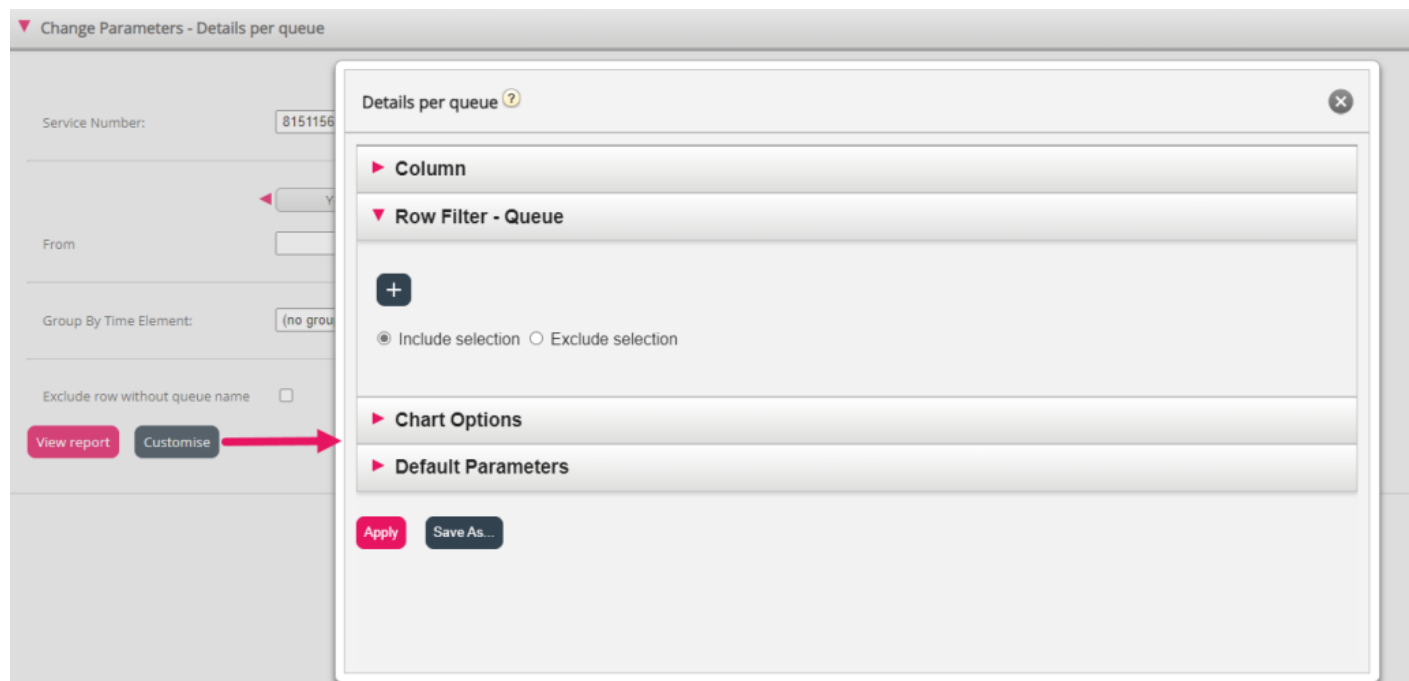 Change Parameters - Details per queue
Details per queue ?
Service Number:
8151156
Column
Row Filter - Queue
From
+
Group By Time Element:
(no grou
Include selection Exclude selection
Exclude row without queue name
Chart Options
View report Customise
Default Parameters
Apply Save As...